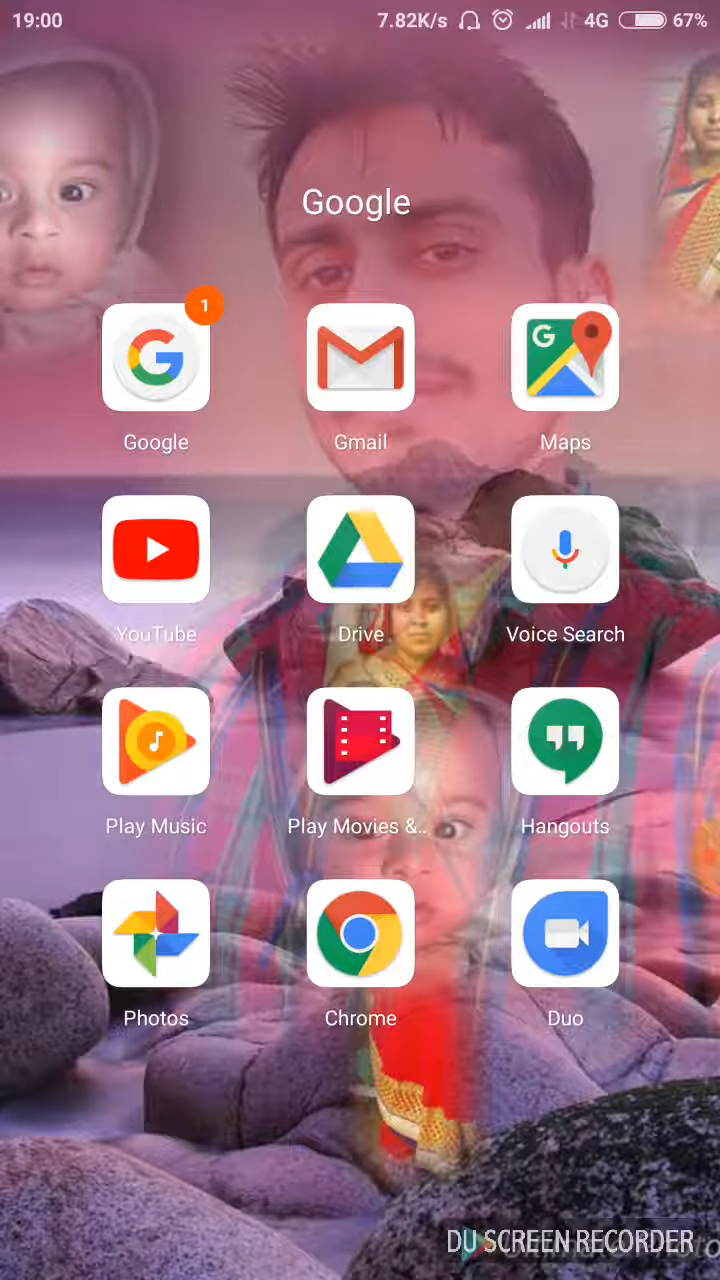 19:00 7.82K/s 4G 67%
Google
1
G
Google Gmail Maps
YouTube Drive Voice Search
Play Music Play Movies &.. Hangouts
Photos Chrome Duo
DU SCREEN RECORDER